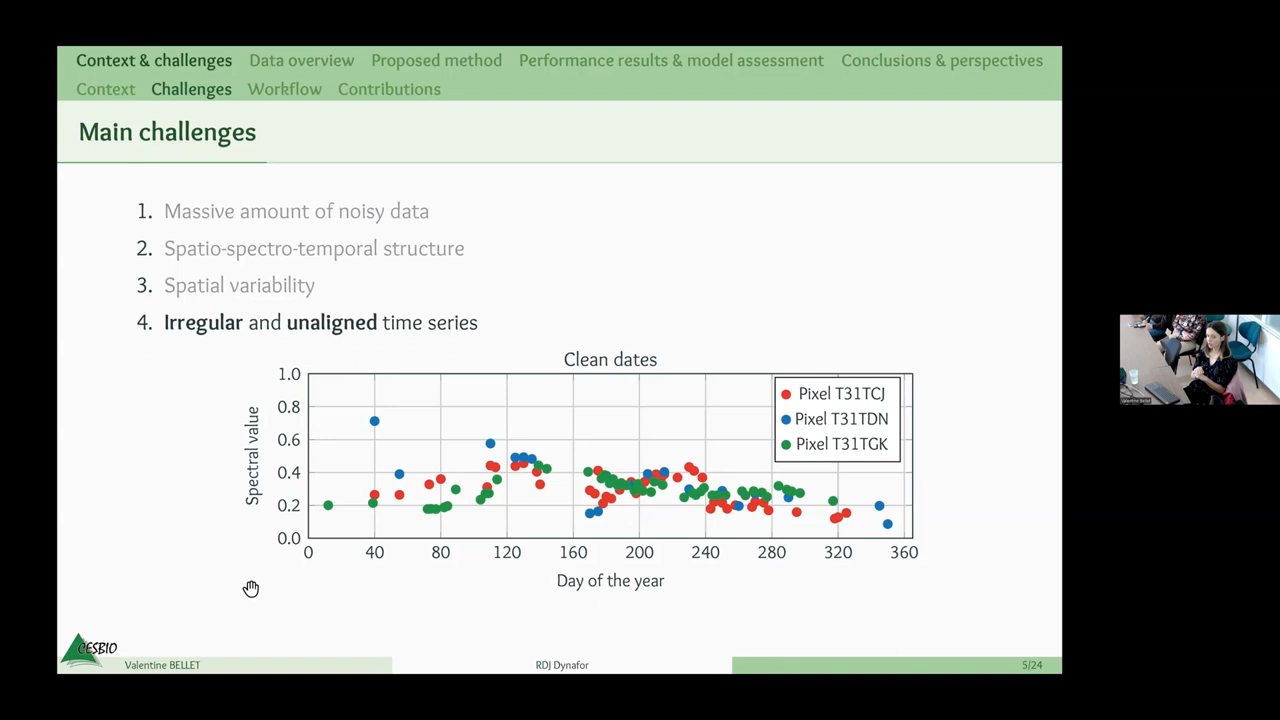 Context & challenges Data overview Proposed method Performance results & model assessment Conclusions & perspectives
Context Challenges Workflow Contributions
Main challenges
1. Massive amount of noisy data
2. Spatio-spectro-temporal structure
3. Spatial variability
4. Irregular and unaligned time series
Clean dates
1.0
0.8
0.6
0.4
0.2
0.0
Spectral value
Pixel T31TCJ
Pixel T31TDN
Pixel T31TGK
0 40 80 120 160 200 240 280 320 360
Day of the year
CESBIO
Valentine BELLET RDJ Dynafor 5/24
Valentine Bellet